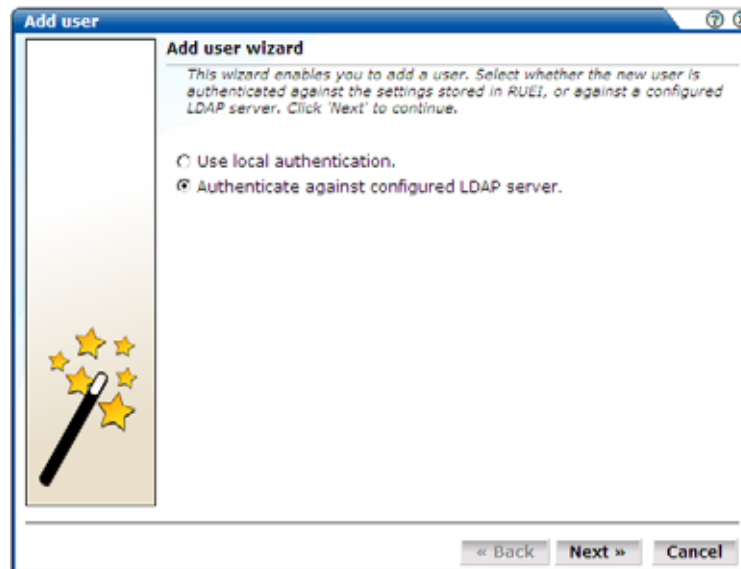 Add user
Add user wizard
This wizard enables you to add a user. Select whether the new user is
authenticated against the settings stored in RUEI, or against a configured
LDAP server. Click 'Next' to continue.
Use local authentication.
Authenticate against configured LDAP server.
« Back Next » Cancel